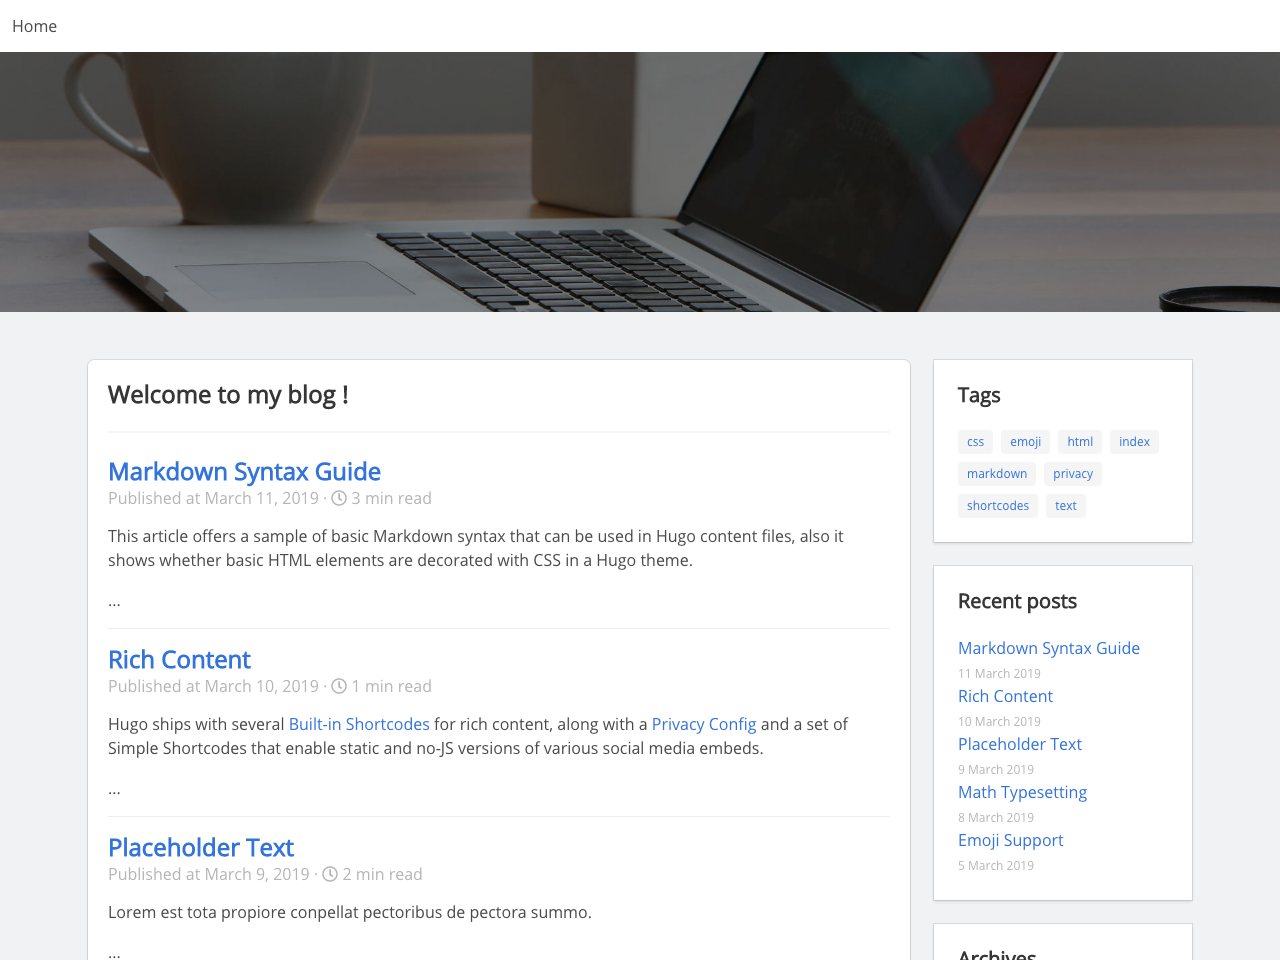 Home
Welcome to my blog !
Markdown Syntax Guide
Published at March 11, 2019 · 3 min read
This article offers a sample of basic Markdown syntax that can be used in Hugo content files, also it
shows whether basic HTML elements are decorated with CSS in a Hugo theme.
...
Rich Content
Published at March 10, 2019 · 1 min read
Hugo ships with several Built-in Shortcodes for rich content, along with a Privacy Config and a set of
Simple Shortcodes that enable static and no-JS versions of various social media embeds.
...
Placeholder Text
Published at March 9, 2019 · 2 min read
Lorem est tota propiore conpellat pectoribus de pectora summo.
...
Tags
css emoji html index
markdown privacy
shortcodes text
Recent posts
Markdown Syntax Guide
11 March 2019
Rich Content
10 March 2019
Placeholder Text
9 March 2019
Math Typesetting
8 March 2019
Emoji Support
5 March 2019
Archives